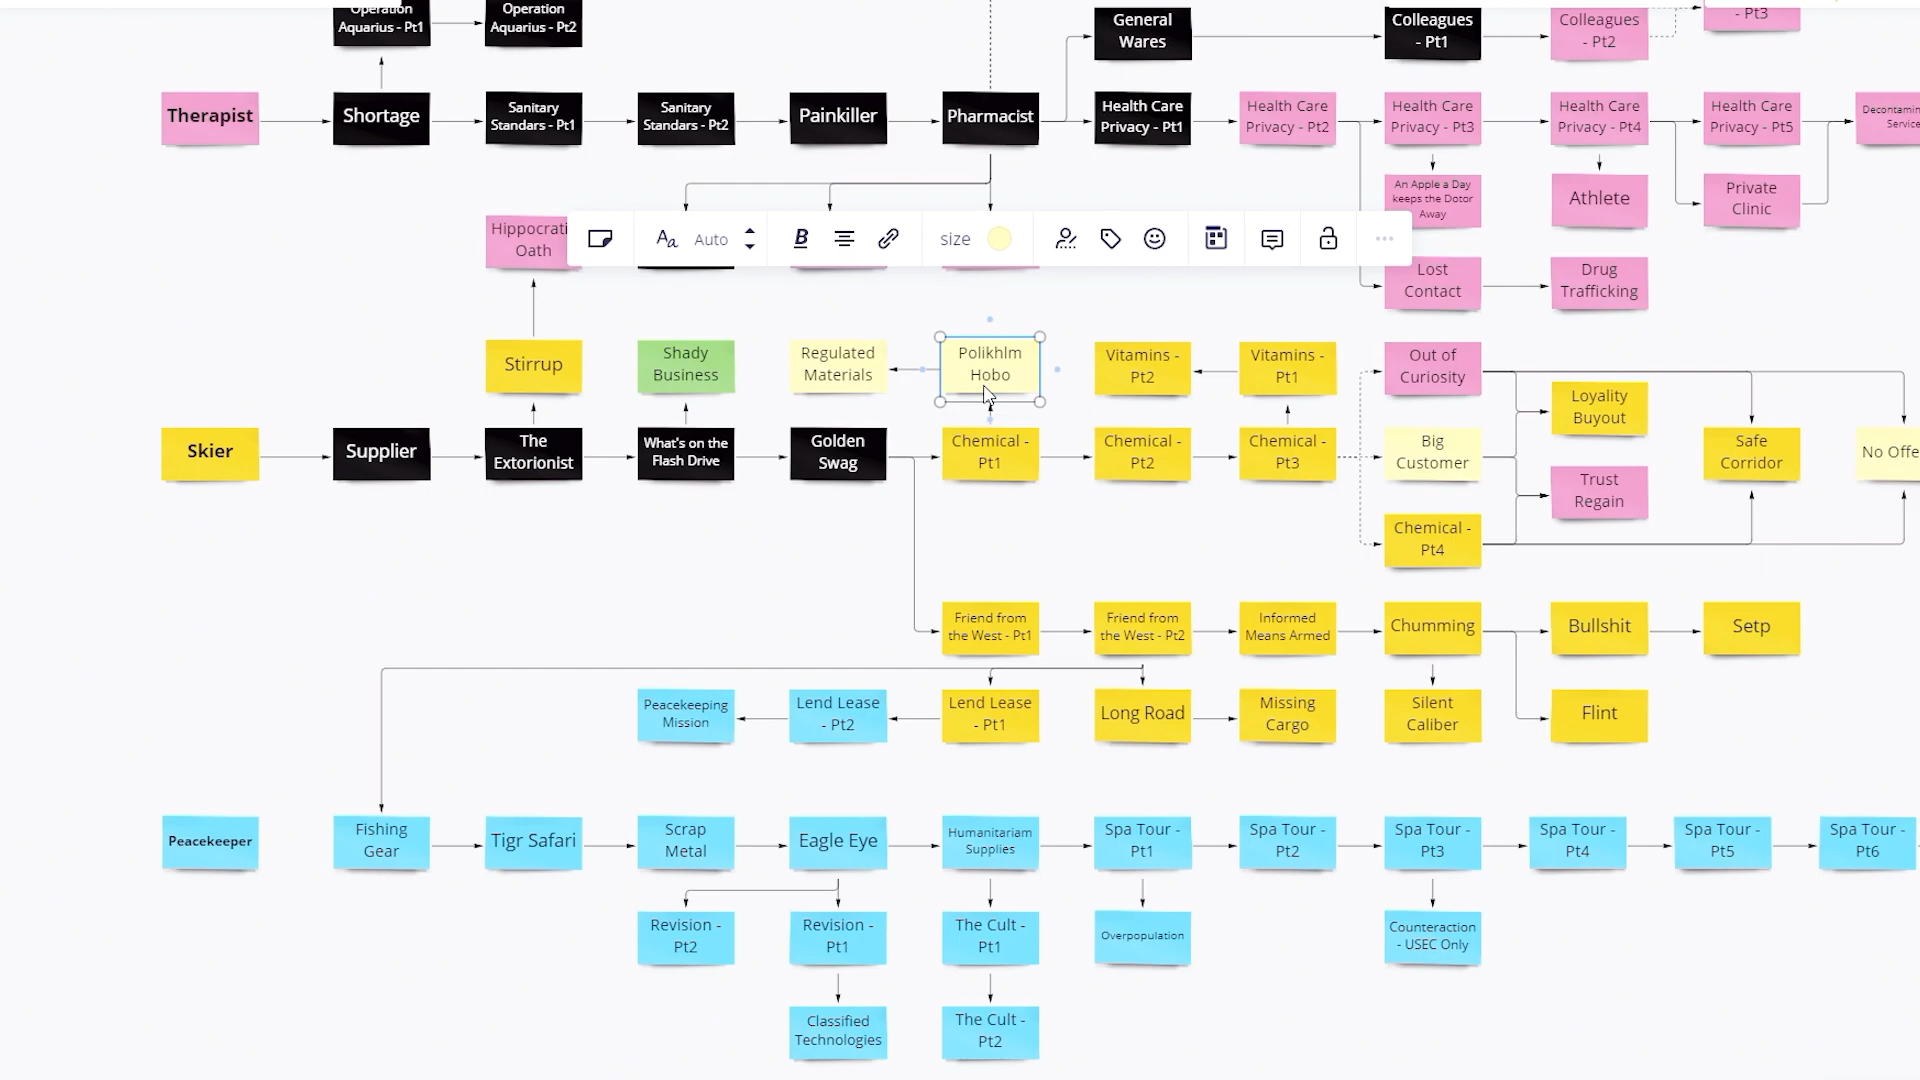 Operation
Aquarius - Pt1
Operation
Aquarius - Pt2
General
Wares
Colleagues
- Pt1
Colleagues
- Pt2
- Pt3
Therapist
Shortage
Sanitary
Standars - Pt1
Sanitary
Standars - Pt2
Painkiller
Pharmacist
Health Care
Privacy - Pt1
Health Care
Privacy - Pt2
Health Care
Privacy - Pt3
Health Care
Privacy - Pt4
Health Care
Privacy - Pt5
Decontamin
Service
An Apple a Day
keeps the Dotor
Away
Athlete
Private
Clinic
Hippocrati
Oath
Aa
Auto
B
size
Lost
Contact
Drug
Trafficking
Stirrup
Shady
Business
Regulated
Materials
Polikhlm
Hobo
Vitamins -
Pt2
Vitamins -
Pt1
Out of
Curiosity
Loyality
Buyout
Skier
Supplier
The
Extorionist
What's on the
Flash Drive
Golden
Swag
Chemical -
Pt1
Chemical -
Pt2
Chemical -
Pt3
Big
Customer
Safe
Corridor
No Offe
Trust
Regain
Chemical -
Pt4
Friend from
the West - Pt1
Friend from
the West - Pt2
Informed
Means Armed
Chumming
Bullshit
Setp
Peacekeeping
Mission
Lend Lease
- Pt2
Lend Lease
- Pt1
Long Road
Missing
Cargo
Silent
Caliber
Flint
Peacekeeper
Fishing
Gear
Tigr Safari
Scrap
Metal
Eagle Eye
Humanitariam
Supplies
Spa Tour -
Pt1
Spa Tour -
Pt2
Spa Tour -
Pt3
Spa Tour -
Pt4
Spa Tour -
Pt5
Spa Tour -
Pt6
Revision -
Pt2
Revision -
Pt1
The Cult -
Pt1
Overpopulation
Counteraction
- USEC Only
Classified
Technologies
The Cult -
Pt2